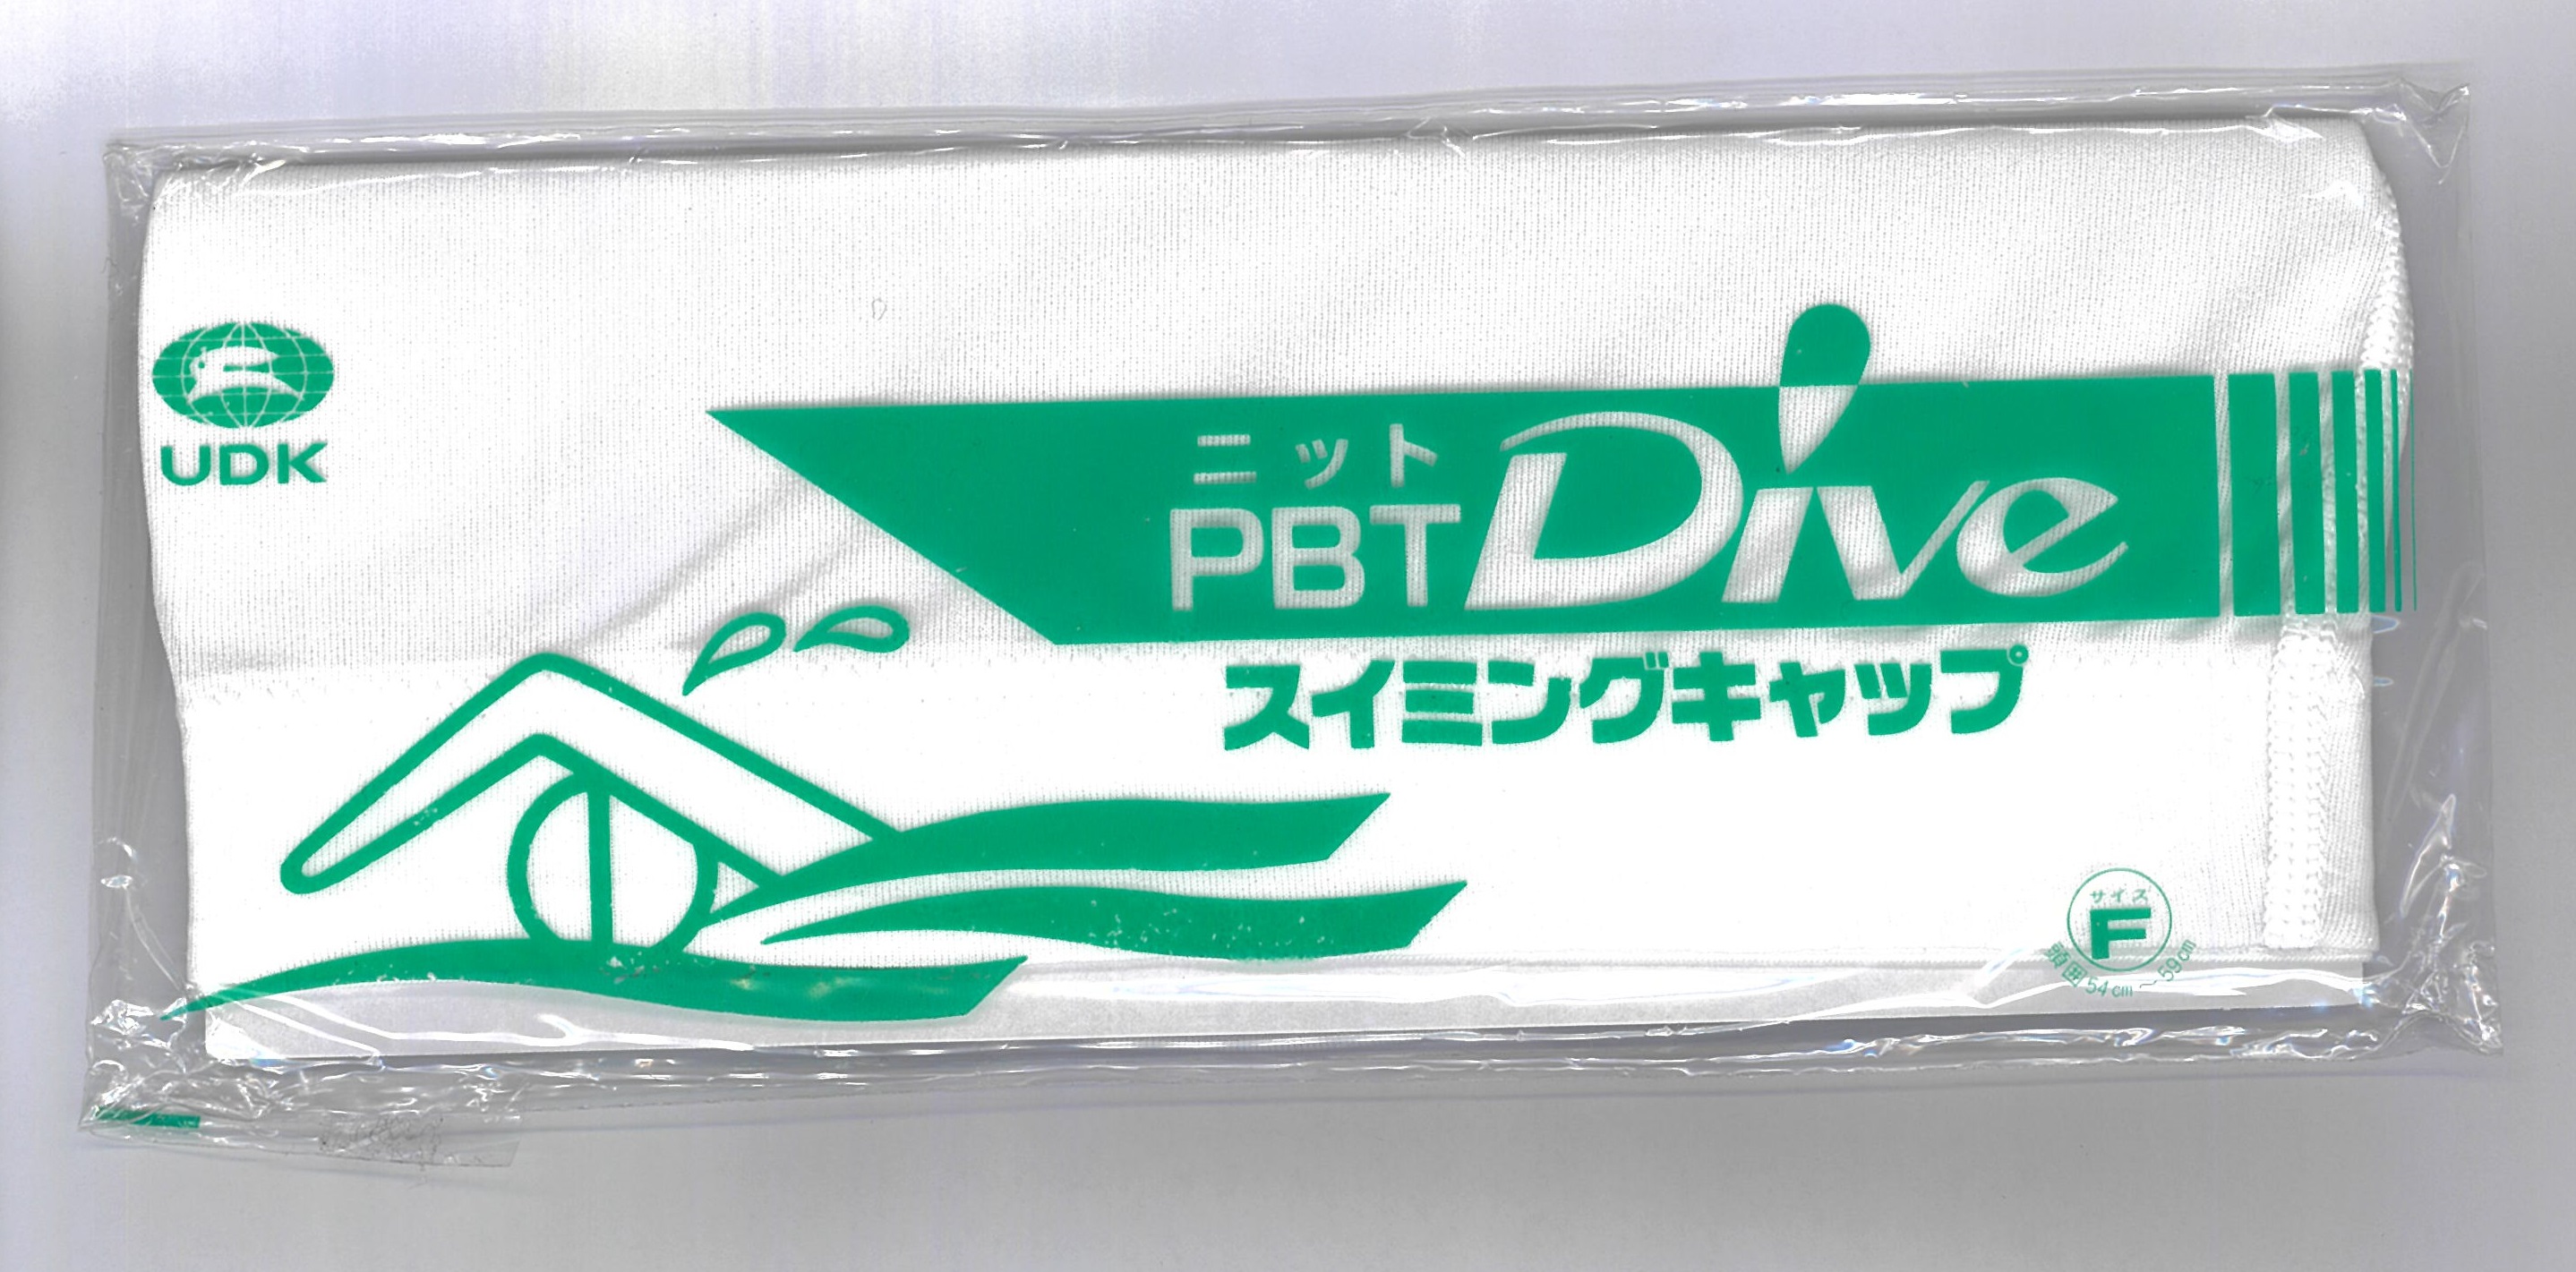 UDK
ニット
PBT Dive
スイミングキャップ
サイズ
F
頭囲 54cm～59cm